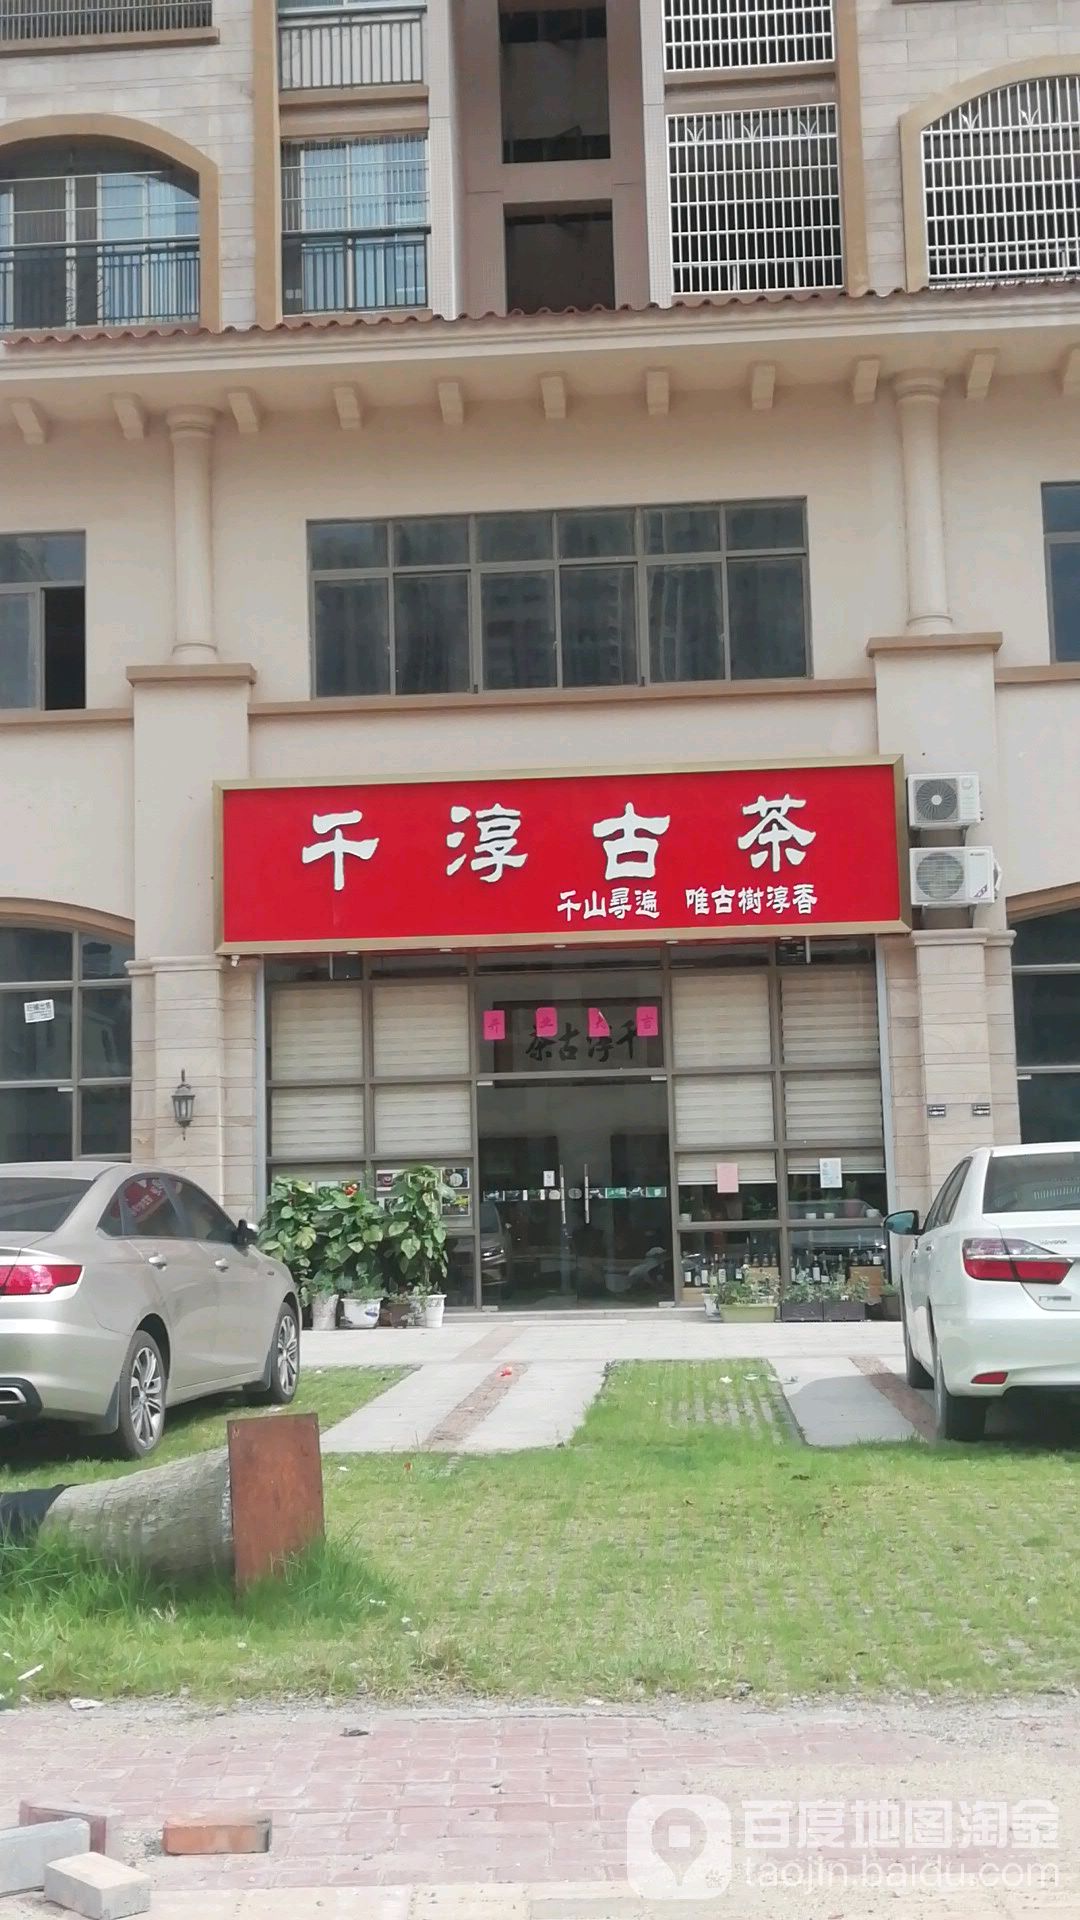 千淳古茶
千山尋遍 唯古樹淳香
开业大吉
千淳古茶
百度地图淘金
taojin.baidu.com